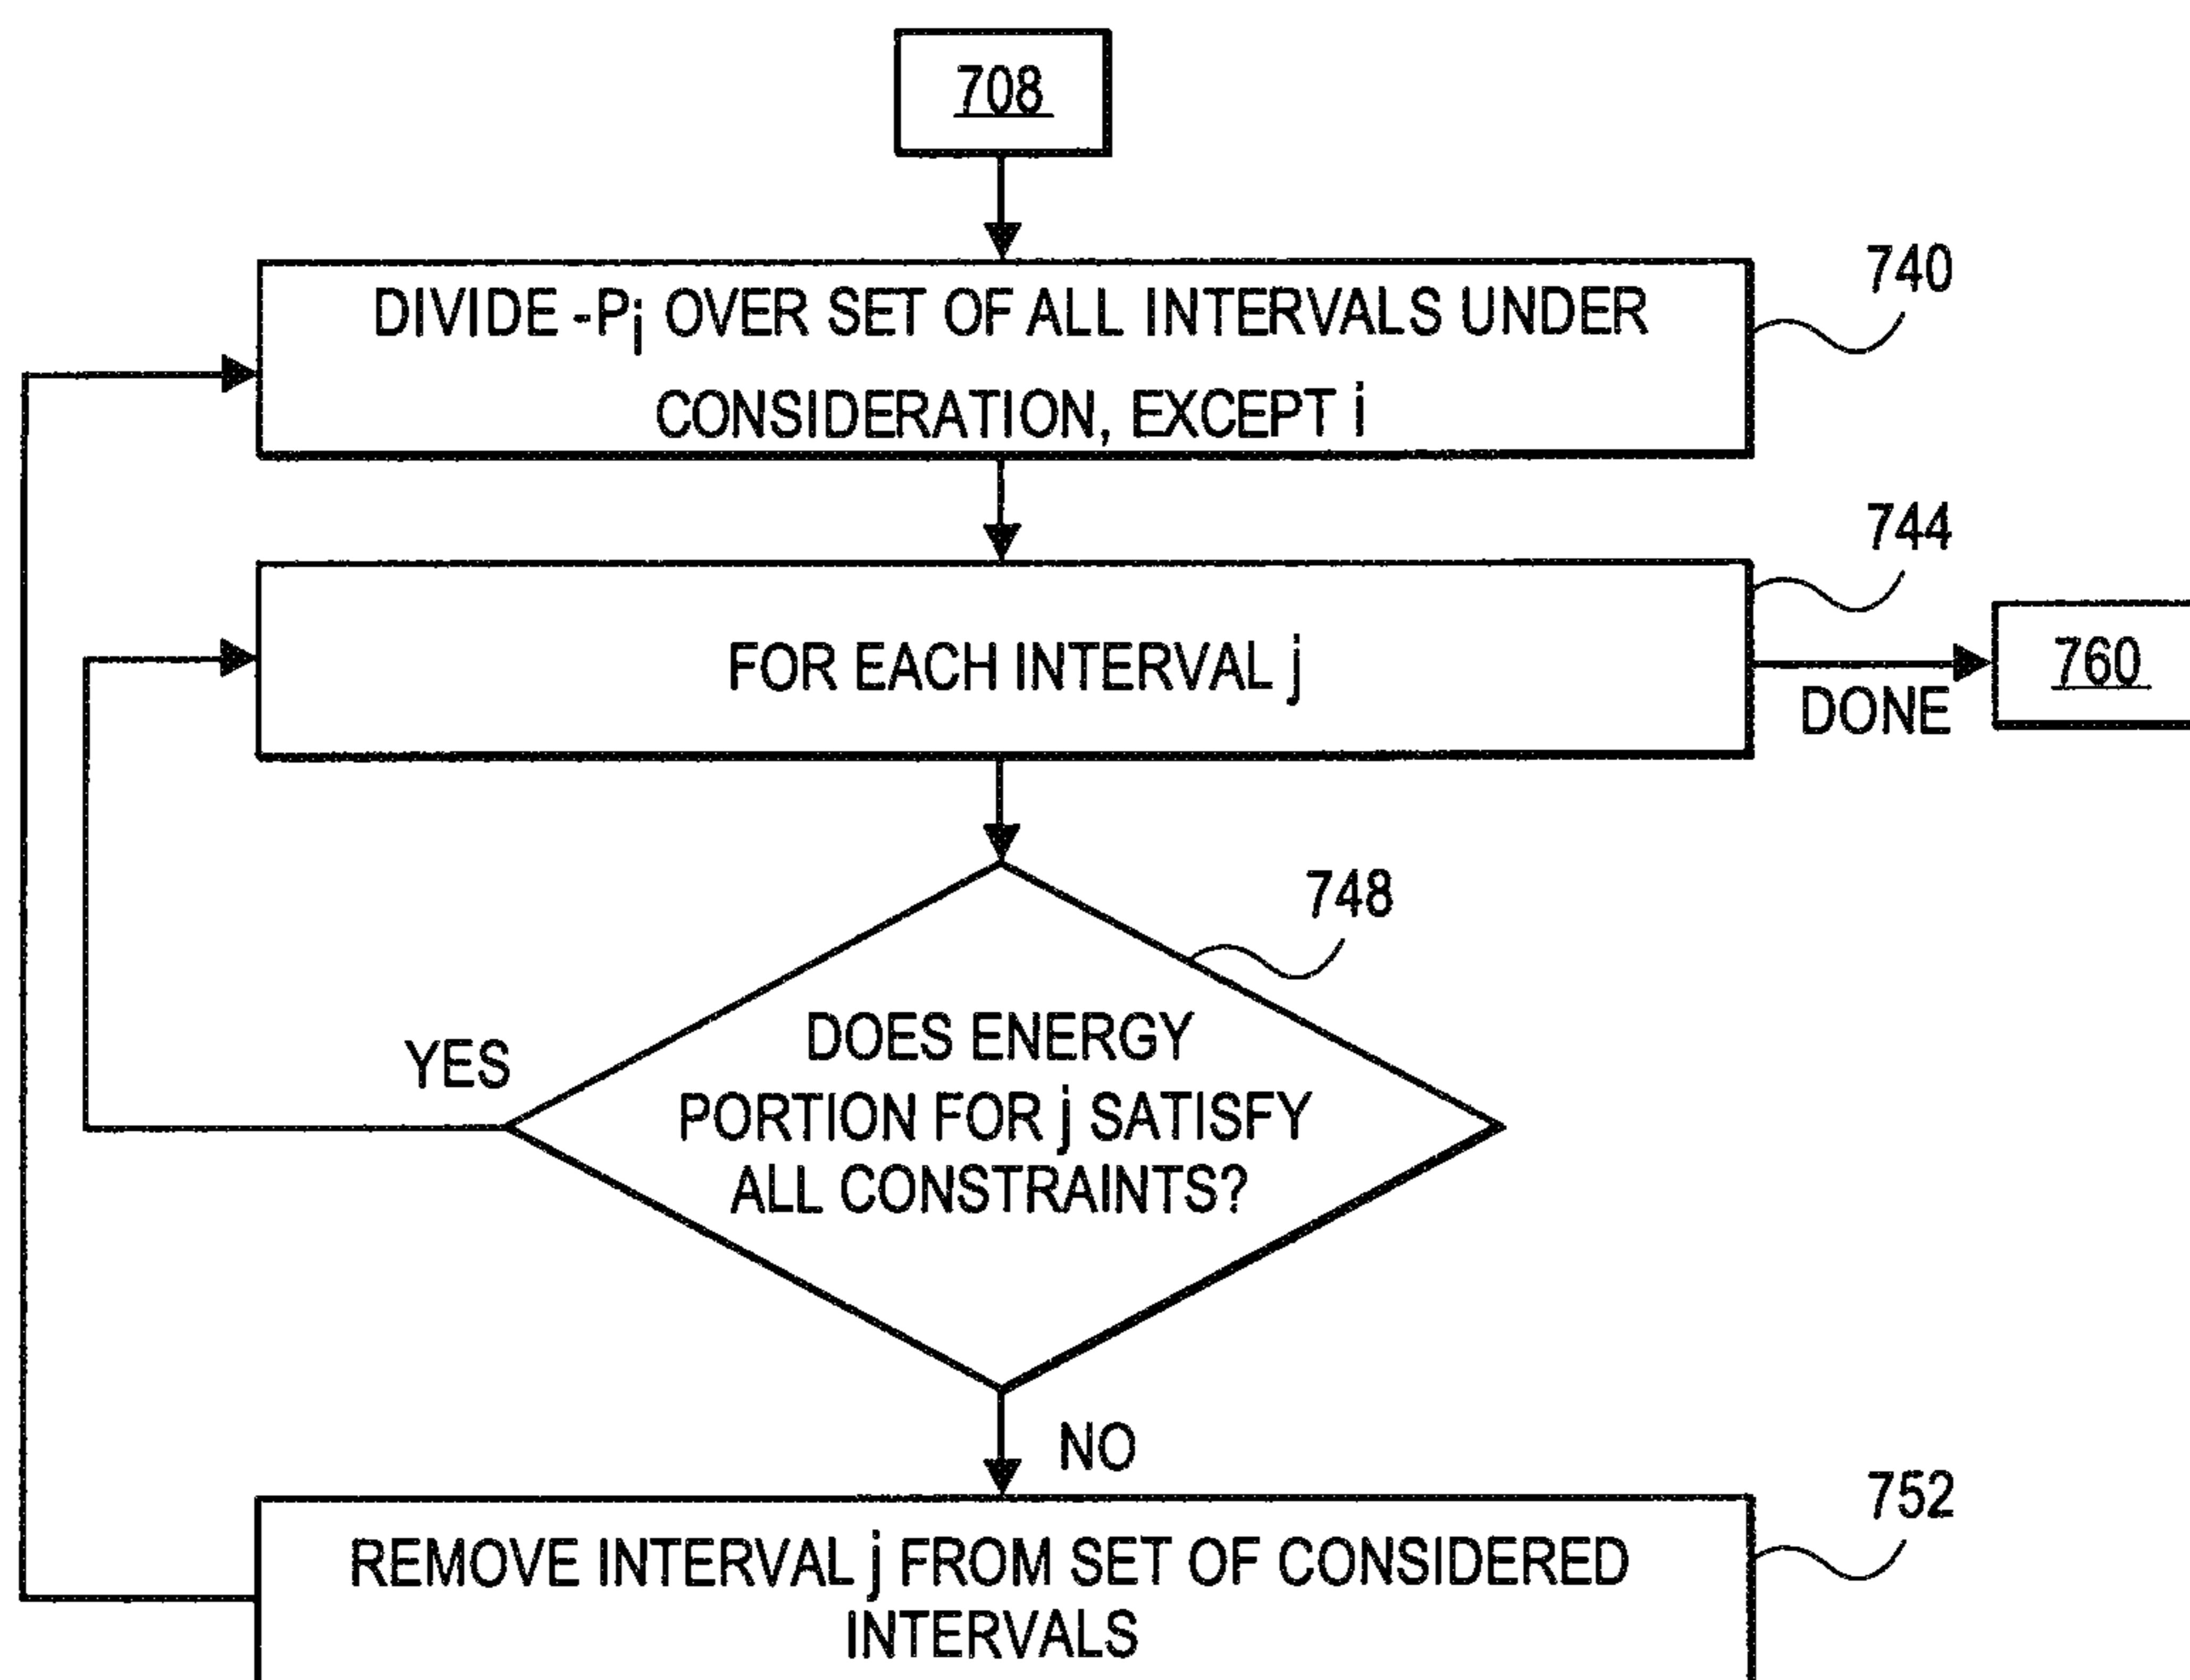 708
740
DIVIDE -Pi OVER SET OF ALL INTERVALS UNDER
CONSIDERATION, EXCEPT i
744
FOR EACH INTERVAL j
760
DONE
748
DOES ENERGY
PORTION FOR j SATISFY
ALL CONSTRAINTS?
YES
NO
752
REMOVE INTERVAL j FROM SET OF CONSIDERED
INTERVALS